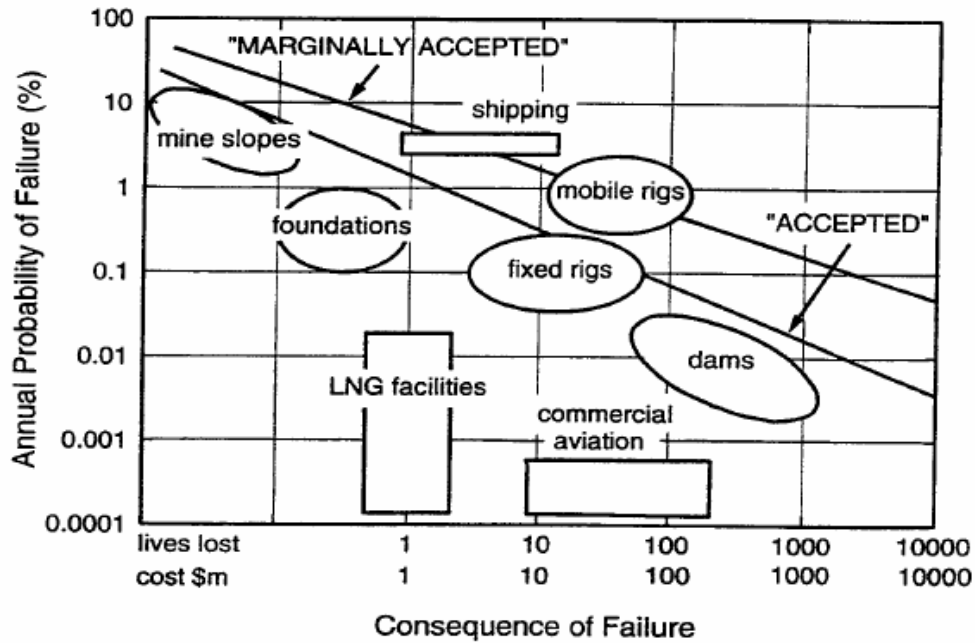 Annual Probability of Failure (%)
100
10
1
0.1
0.01
0.001
0.0001
"MARGINALLY ACCEPTED"
shipping
mine slopes
mobile rigs
foundations
"ACCEPTED"
fixed rigs
LNG facilities
dams
commercial
aviation
lives lost 1 10 100 1000 10000
cost $m 1 10 100 1000 10000
Consequence of Failure